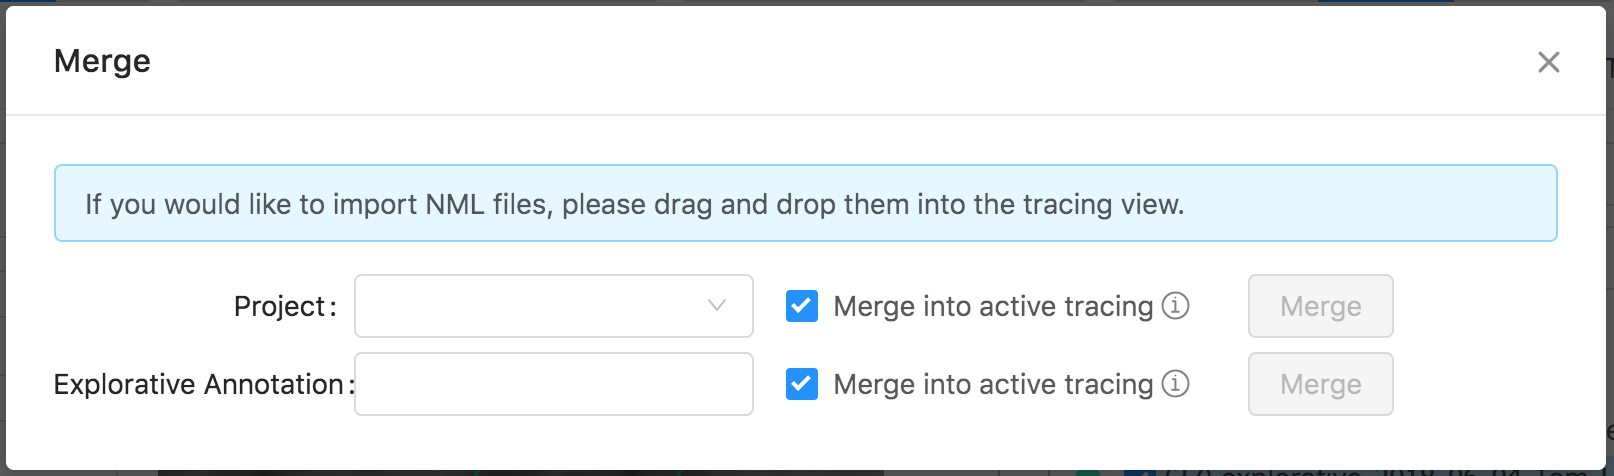 Merge
If you would like to import NML files, please drag and drop them into the tracing view.
Project: Merge into active tracing Merge
Explorative Annotation: Merge into active tracing Merge